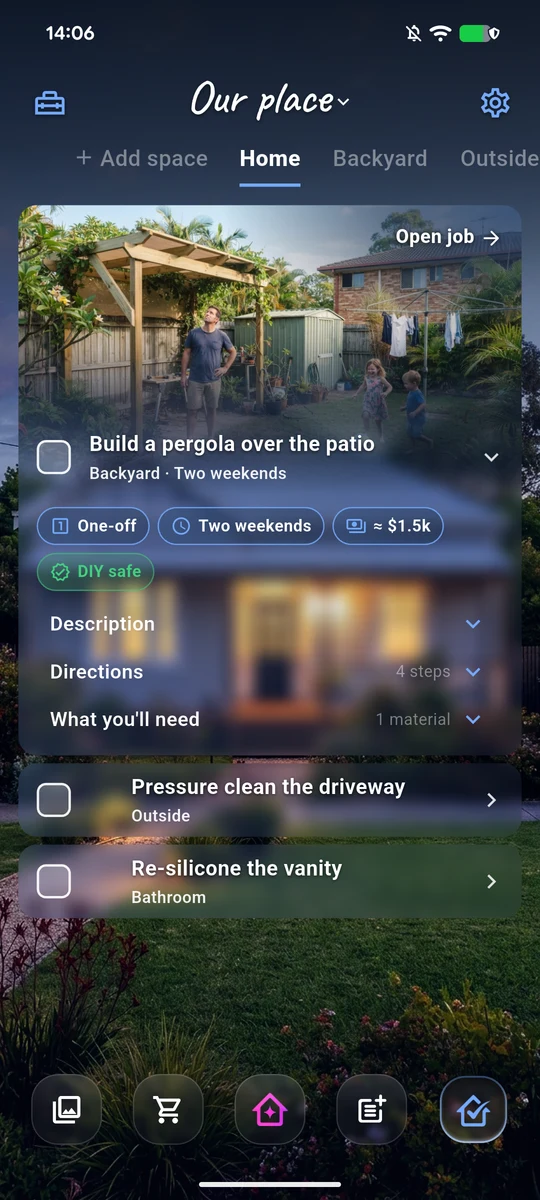 14:06
Our place
+ Add space
Home
Backyard
Outside
Open job →
Build a pergola over the patio
Backyard · Two weekends
One-off
Two weekends
≈ $1.5k
DIY safe
Description
Directions
4 steps
What you'll need
1 material
Pressure clean the driveway
Outside
Re-silicone the vanity
Bathroom